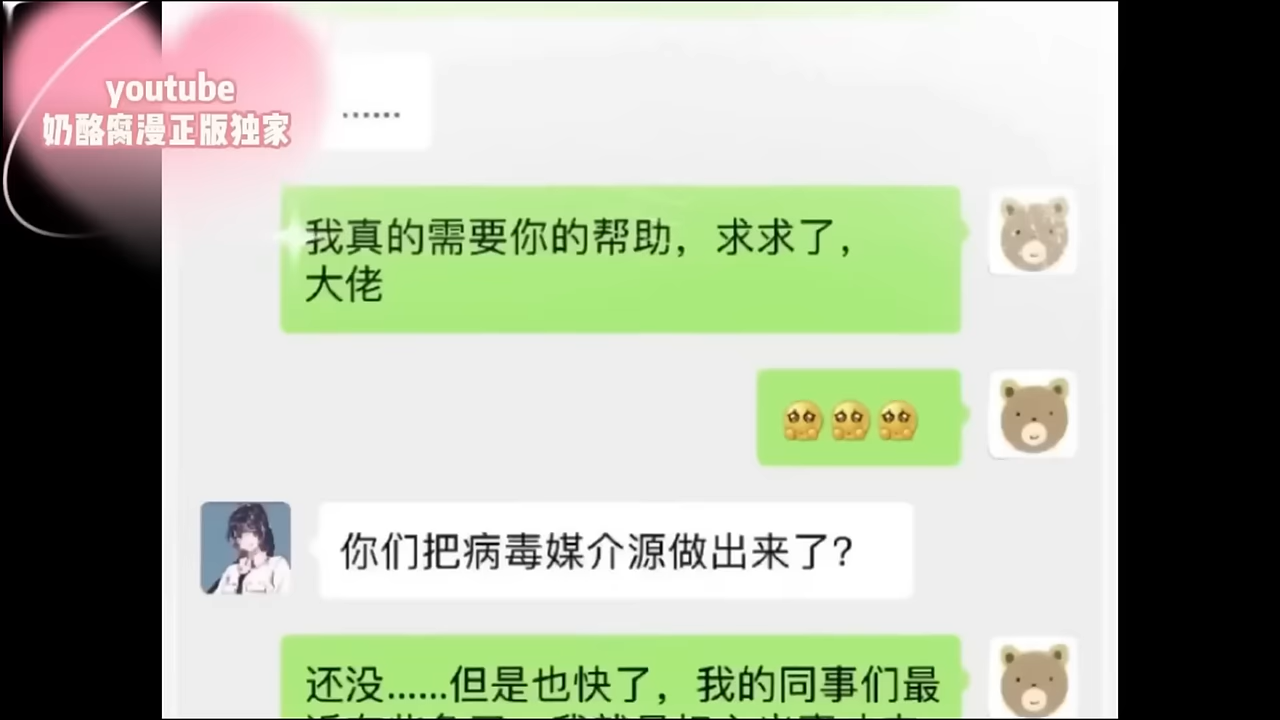 youtube
奶酪腐漫正版独家
······
我真的需要你的帮助，求求了，
大佬
你们把病毒媒介源做出来了？
还没......但是也快了，我的同事们最